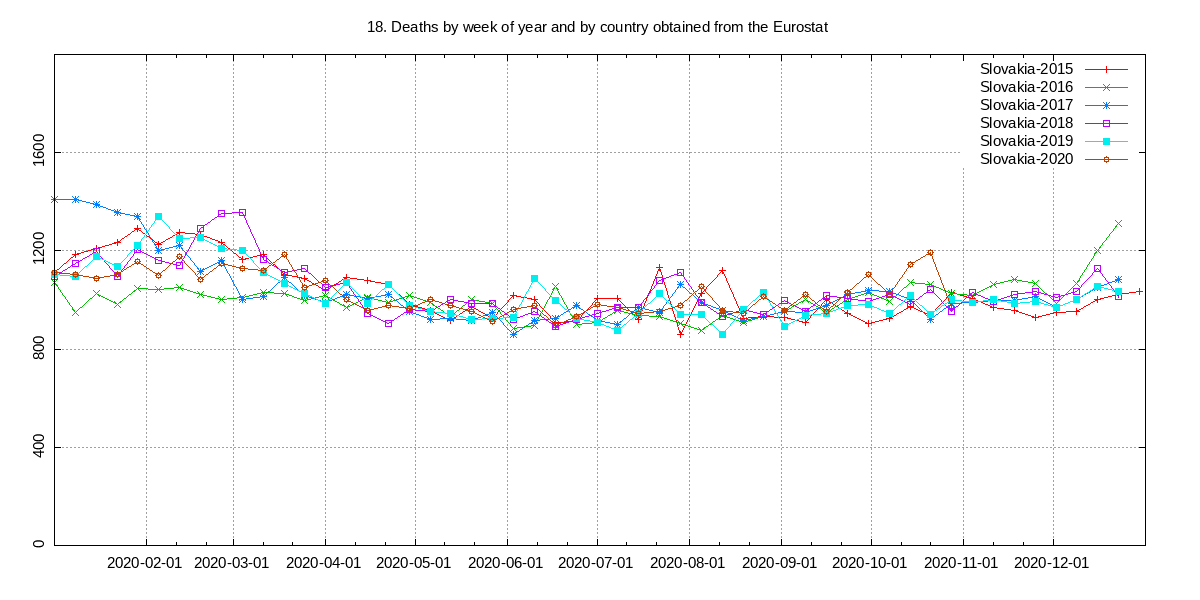 18. Deaths by week of year and by country obtained from the Eurostat
Slovakia-2015
Slovakia-2016
Slovakia-2017
Slovakia-2018
Slovakia-2019
Slovakia-2020
1600
1200
800
400
0
2020-02-01 2020-03-01 2020-04-01 2020-05-01 2020-06-01 2020-07-01 2020-08-01 2020-09-01 2020-10-01 2020-11-01 2020-12-01